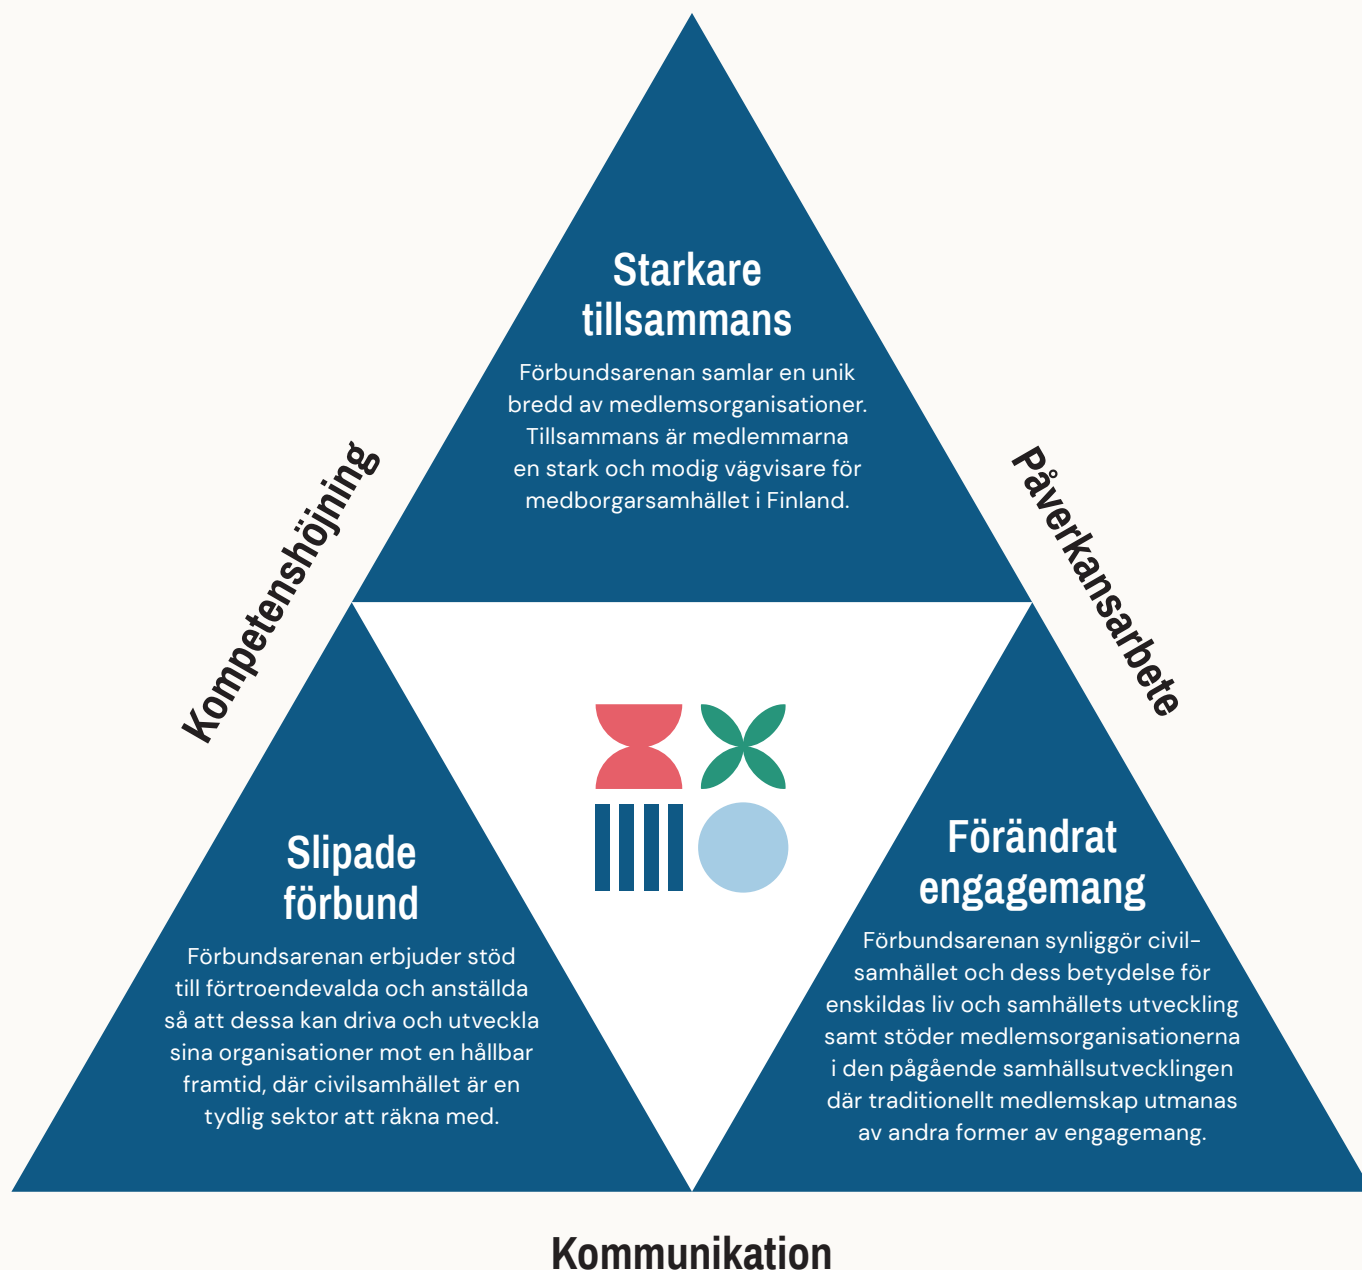 Starkare
tillsammans
Förbundsarenan samlar en unik
bredd av medlemsorganisationer.
Tillsammans är medlemmarna
en stark och modig vägvisare för
medborgarsamhället i Finland.
Kompetenshöjning
Påverkansarbete
Slipade
förbund
Förbundsarenan erbjuder stöd
till förtroendevalda och anställda
så att dessa kan driva och utveckla
sina organisationer mot en hållbar
framtid, där civilsamhället är en
tydlig sektor att räkna med.
Förändrat
engagemang
Förbundsarenan synliggör civil-
samhället och dess betydelse för
enskildas liv och samhällets utveckling
samt stöder medlemsorganisationerna
i den pågående samhällsutvecklingen
där traditionellt medlemskap utmanas
av andra former av engagemang.
Kommunikation